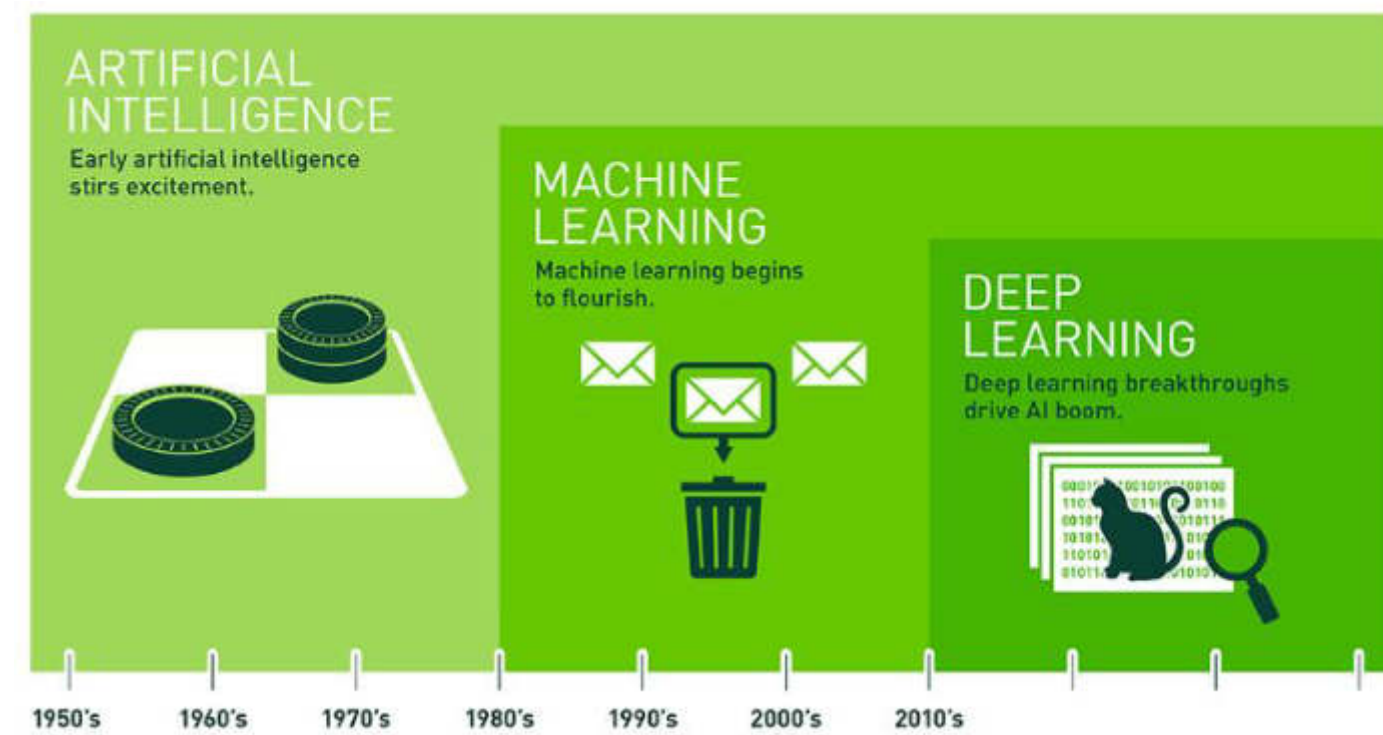 ARTIFICIAL
INTELLIGENCE
Early artificial intelligence
stirs excitement.
MACHINE
LEARNING
Machine learning begins
to flourish.
DEEP
LEARNING
Deep learning breakthroughs
drive AI boom.
1950's
1960's
1970's
1980's
1990's
2000's
2010's